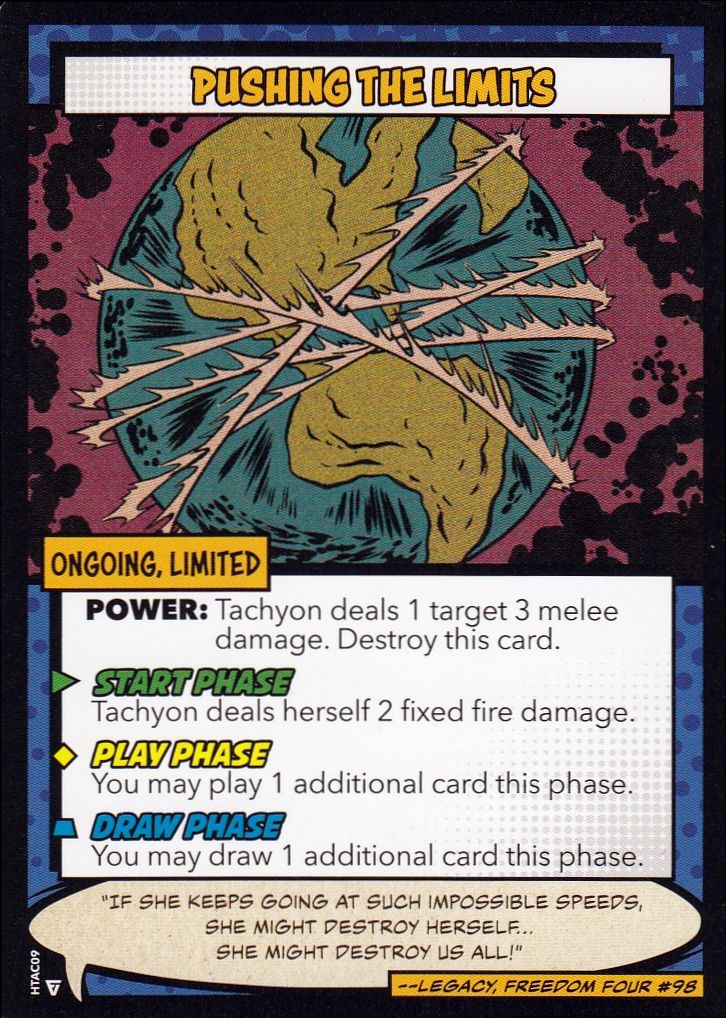 PUSHING THE LIMITS
ONGOING, LIMITED
POWER: Tachyon deals 1 target 3 melee
damage. Destroy this card.
START PHASE
Tachyon deals herself 2 fixed fire damage.
PLAY PHASE
You may play 1 additional card this phase.
DRAW PHASE
You may draw 1 additional card this phase.
"IF SHE KEEPS GOING AT SUCH IMPOSSIBLE SPEEDS,
SHE MIGHT DESTROY HERSELF...
SHE MIGHT DESTROY US ALL!"
--LEGACY, FREEDOM FOUR #98
HTAC09